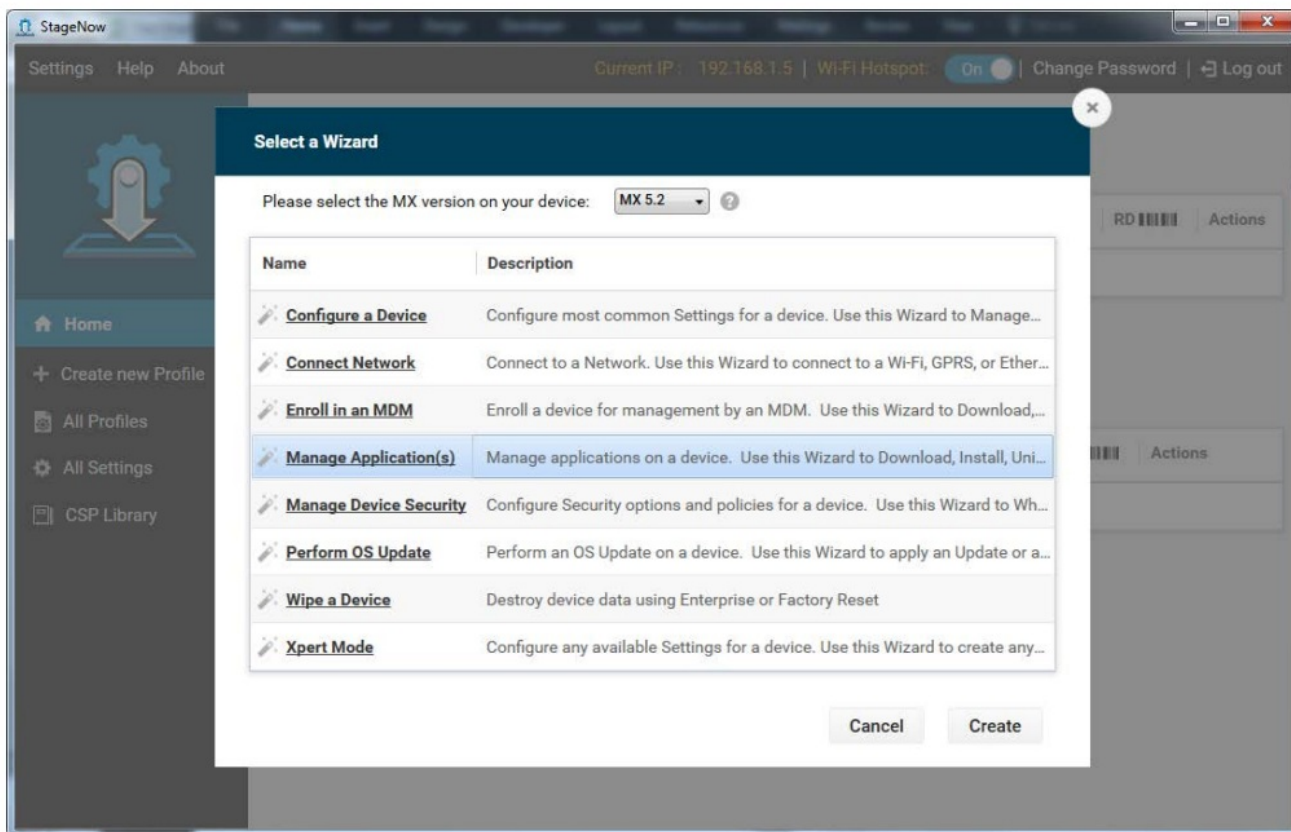 StageNow
Settings Help About Current IP : 192.168.1.5 | Wi-Fi Hotspot: On | Change Password | Log out
Select a Wizard
Please select the MX version on your device: MX 5.2
RD Actions
Name Description
Configure a Device Configure most common Settings for a device. Use this Wizard to Manage...
Home
Connect Network Connect to a Network. Use this Wizard to connect to a Wi-Fi, GPRS, or Ether...
Create new Profile
Enroll in an MDM Enroll a device for management by an MDM. Use this Wizard to Download,...
All Profiles
Manage Application(s) Manage applications on a device. Use this Wizard to Download, Install, Uni...
Actions
All Settings
Manage Device Security Configure Security options and policies for a device. Use this Wizard to Wh...
CSP Library
Perform OS Update Perform an OS Update on a device. Use this Wizard to apply an Update or a...
Wipe a Device Destroy device data using Enterprise or Factory Reset
Xpert Mode Configure any available Settings for a device. Use this Wizard to create any...
Cancel Create